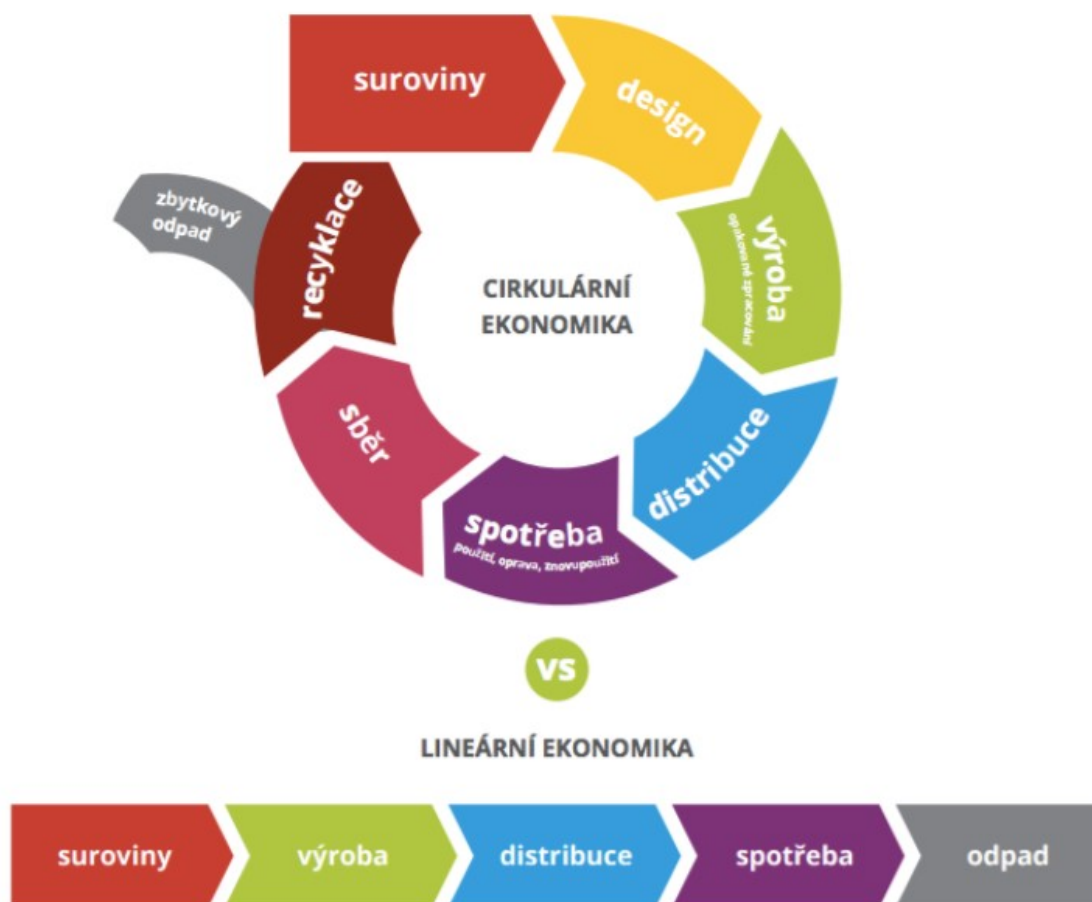 suroviny
design
výroba
opakované zpracování
distribuce
spotřeba
použití, oprava, znovupoužití
sběr
recyklace
zbytkový
odpad
CIRKULÁRNÍ
EKONOMIKA
vs
LINEÁRNÍ EKONOMIKA
suroviny
výroba
distribuce
spotřeba
odpad